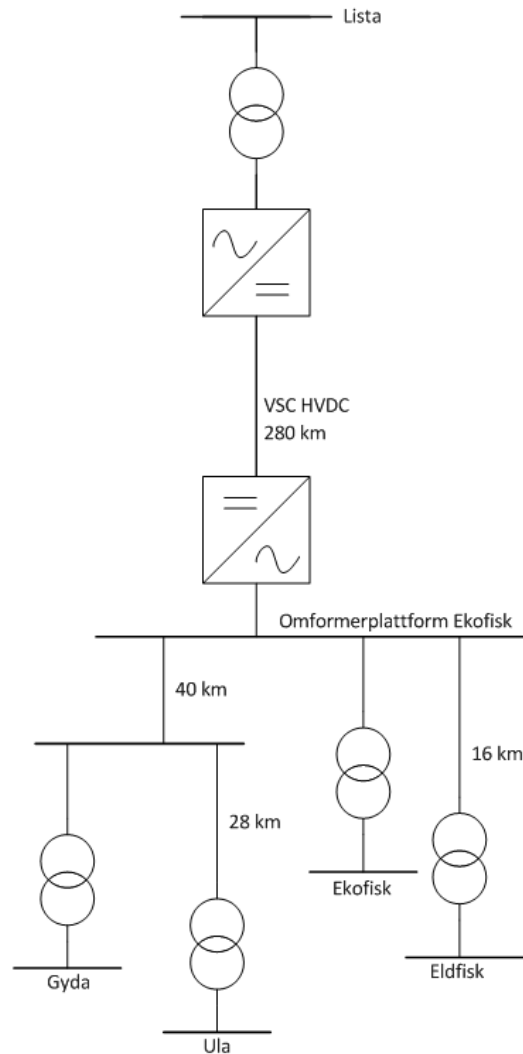 Lista
VSC HVDC
280 km
Omformerplattform Ekofisk
40 km
16 km
28 km
Ekofisk
Eldfisk
Gyda
Ula